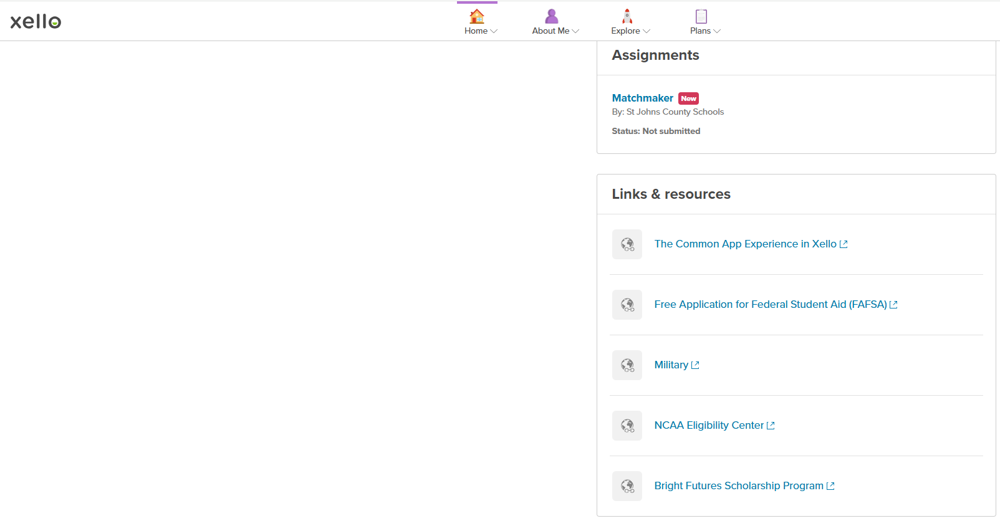 xello
Home
About Me
Explore
Plans
Assignments
Matchmaker New
By: St Johns County Schools
Status: Not submitted
Links & resources
The Common App Experience in Xello
Free Application for Federal Student Aid (FAFSA)
Military
NCAA Eligibility Center
Bright Futures Scholarship Program